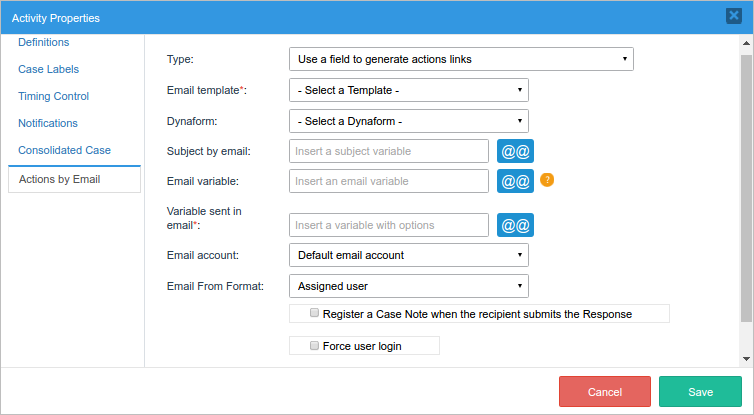 Activity Properties
Definitions
Case Labels
Timing Control
Notifications
Consolidated Case
Actions by Email
Type:
Use a field to generate actions links
Email template*:
- Select a Template -
Dynaform:
- Select a Dynaform -
Subject by email:
Insert a subject variable
@@
Email variable:
Insert an email variable
@@
?
Variable sent in
email*:
Insert a variable with options
@@
Email account:
Default email account
Email From Format:
Assigned user
Register a Case Note when the recipient submits the Response
Force user login
Cancel
Save